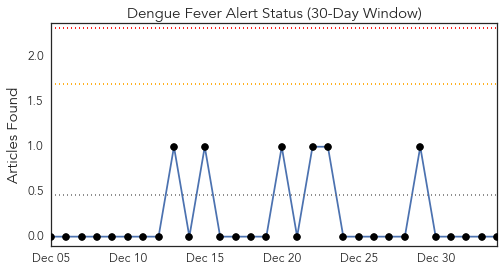 Dengue Fever Alert Status (30-Day Window)
Articles Found
2.0
1.5
1.0
0.5
0.0
Dec 05 Dec 10 Dec 15 Dec 20 Dec 25 Dec 30